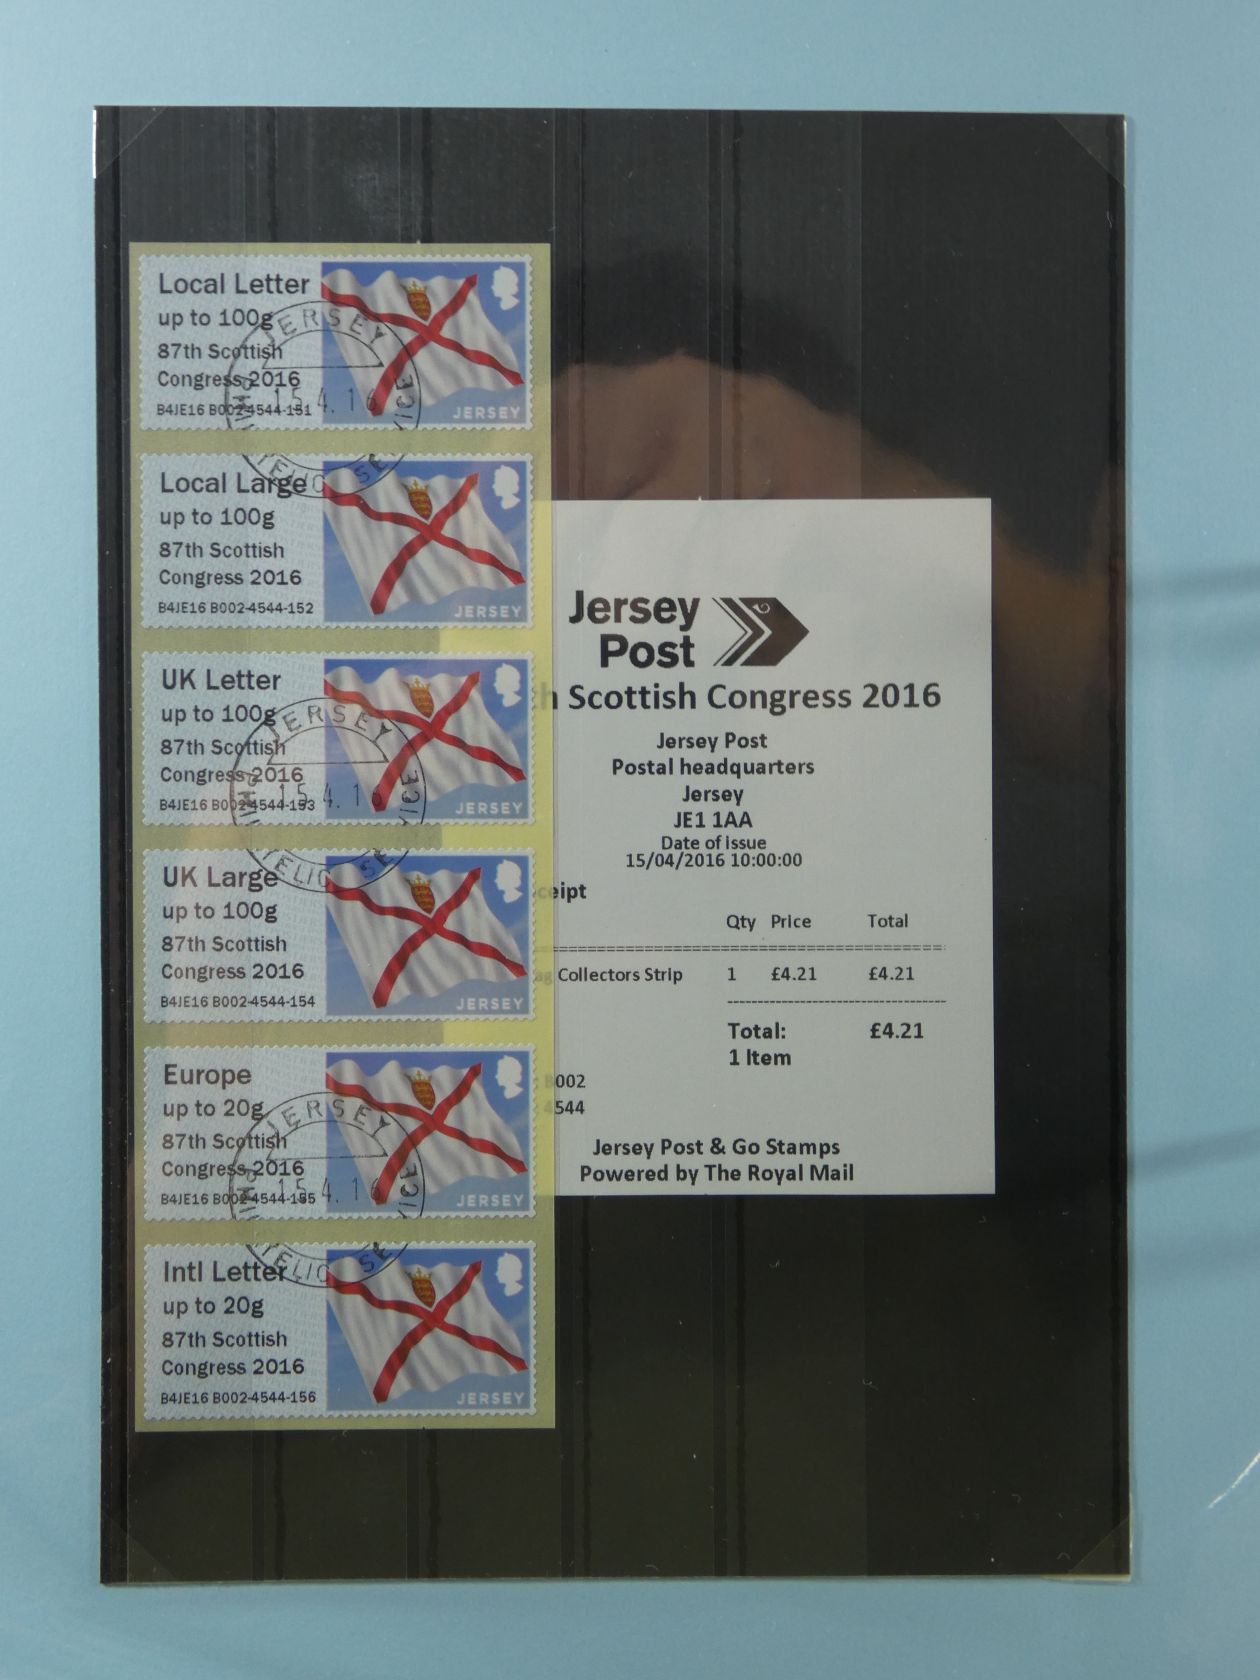 Local Letter
up to 100g
87th Scottish
Congress 2016
B4JE16 B002-4544-151
JERSEY
JERSEY
15.4.16
Local Large
up to 100g
87th Scottish
Congress 2016
B4JE16 B002-4544-152
JERSEY
UK Letter
up to 100g
87th Scottish
Congress 2016
B4JE16 B002-4544-153
JERSEY
JERSEY
15.4.16
UK Large
up to 100g
87th Scottish
Congress 2016
B4JE16 B002-4544-154
JERSEY
Europe
up to 20g
87th Scottish
Congress 2016
B4JE16 B002-4544-155
JERSEY
JERSEY
15.4.16
Intl Letter
up to 20g
87th Scottish
Congress 2016
B4JE16 B002-4544-156
JERSEY
Jersey
Post
h Scottish Congress 2016
Jersey Post
Postal headquarters
Jersey
JE1 1AA
Date of issue
15/04/2016 10:00:00
ceipt
Qty Price Total
ag Collectors Strip 1 £4.21 £4.21
Total: £4.21
1 Item
B002
4544
Jersey Post & Go Stamps
Powered by The Royal Mail